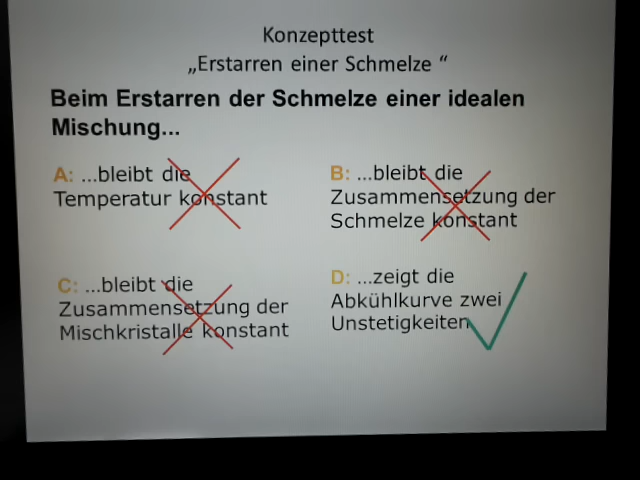 Konzepttest
„Erstarren einer Schmelze “
Beim Erstarren der Schmelze einer idealen
Mischung...
A: ...bleibt die
Temperatur konstant
B: ...bleibt die
Zusammensetzung der
Schmelze konstant
C: ...bleibt die
Zusammensetzung der
Mischkristalle konstant
D: ...zeigt die
Abkühlkurve zwei
Unstetigkeiten